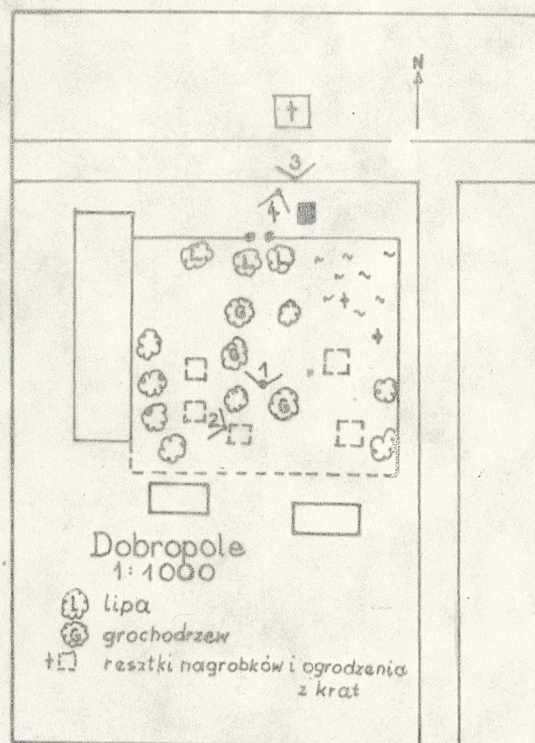 N
3
4
L
L
L
G
G
1
G
2
Dobropole
1:1000
L lipa
G grochodrzew
resztki nagrobków i ogrodzenia
z krat